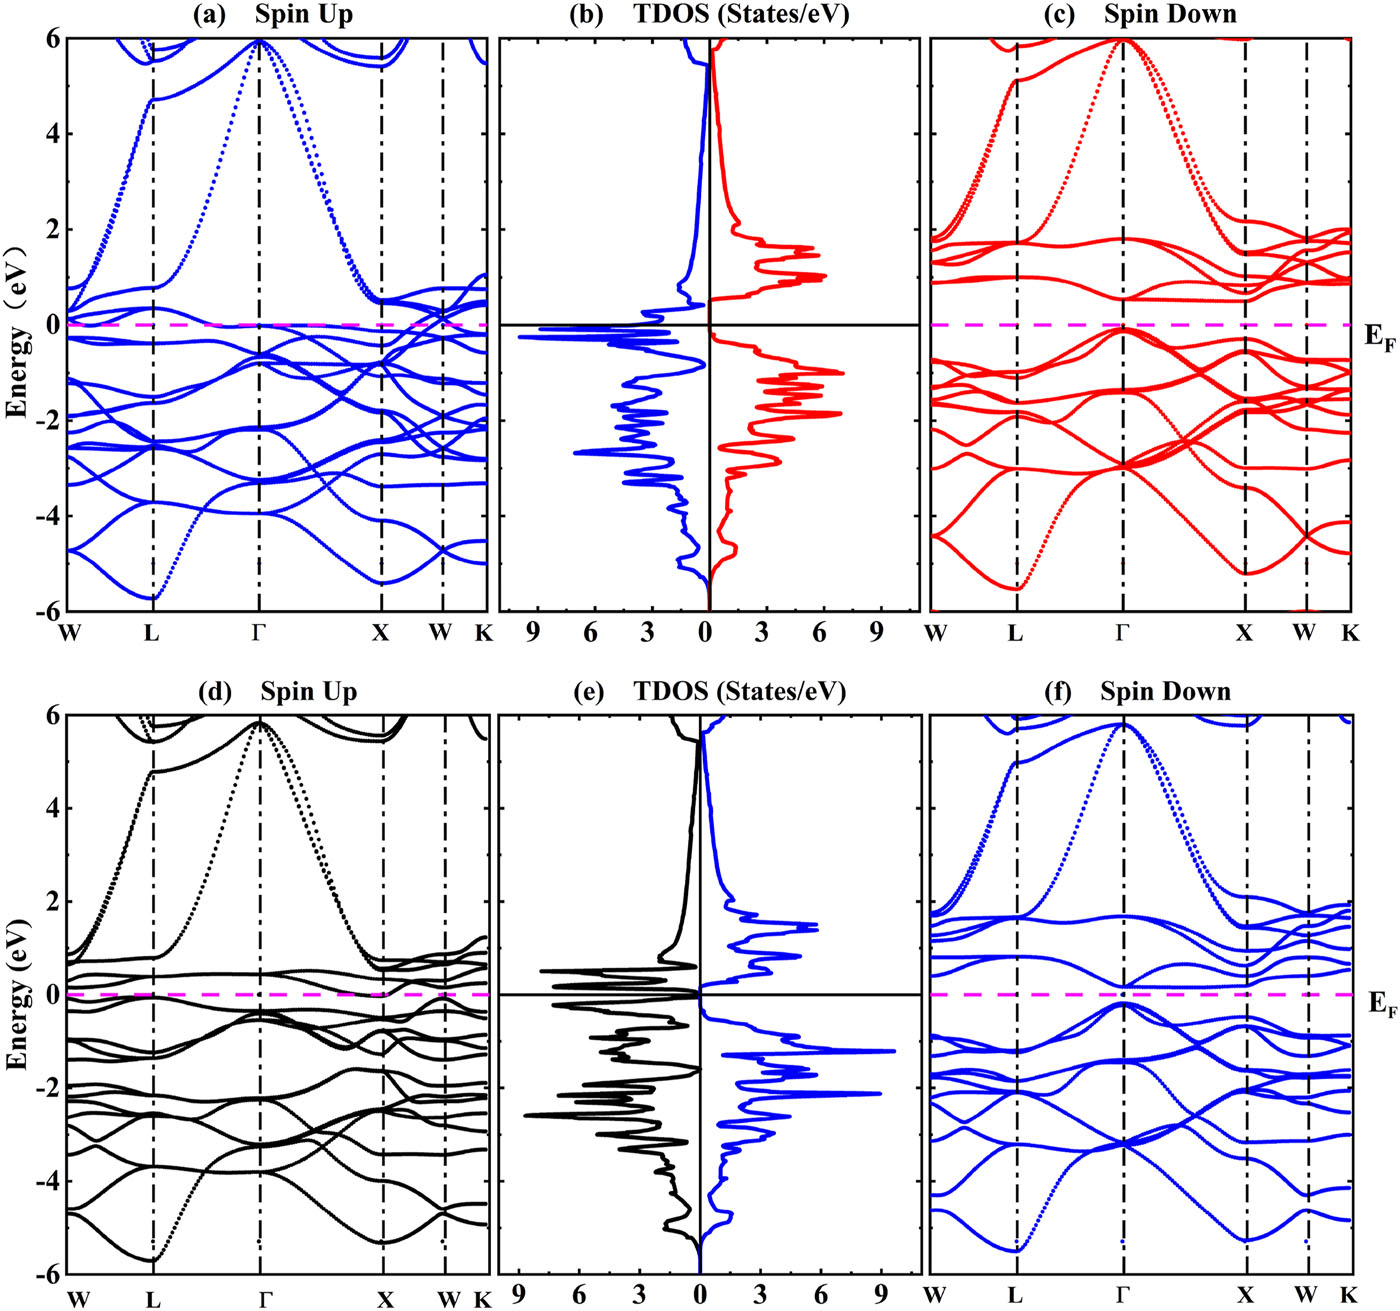 (a) Spin Up (b) TDOS (States/eV) (c) Spin Down
6
4
2
0
-2
-4
-6
Energy (eV)
E_F
W L Γ X W K 9 6 3 0 3 6 9 W L Γ X W K
(d) Spin Up (e) TDOS (States/eV) (f) Spin Down
6
4
2
0
-2
-4
-6
Energy (eV)
E_F
W L Γ X W K 9 6 3 0 3 6 9 W L Γ X W K